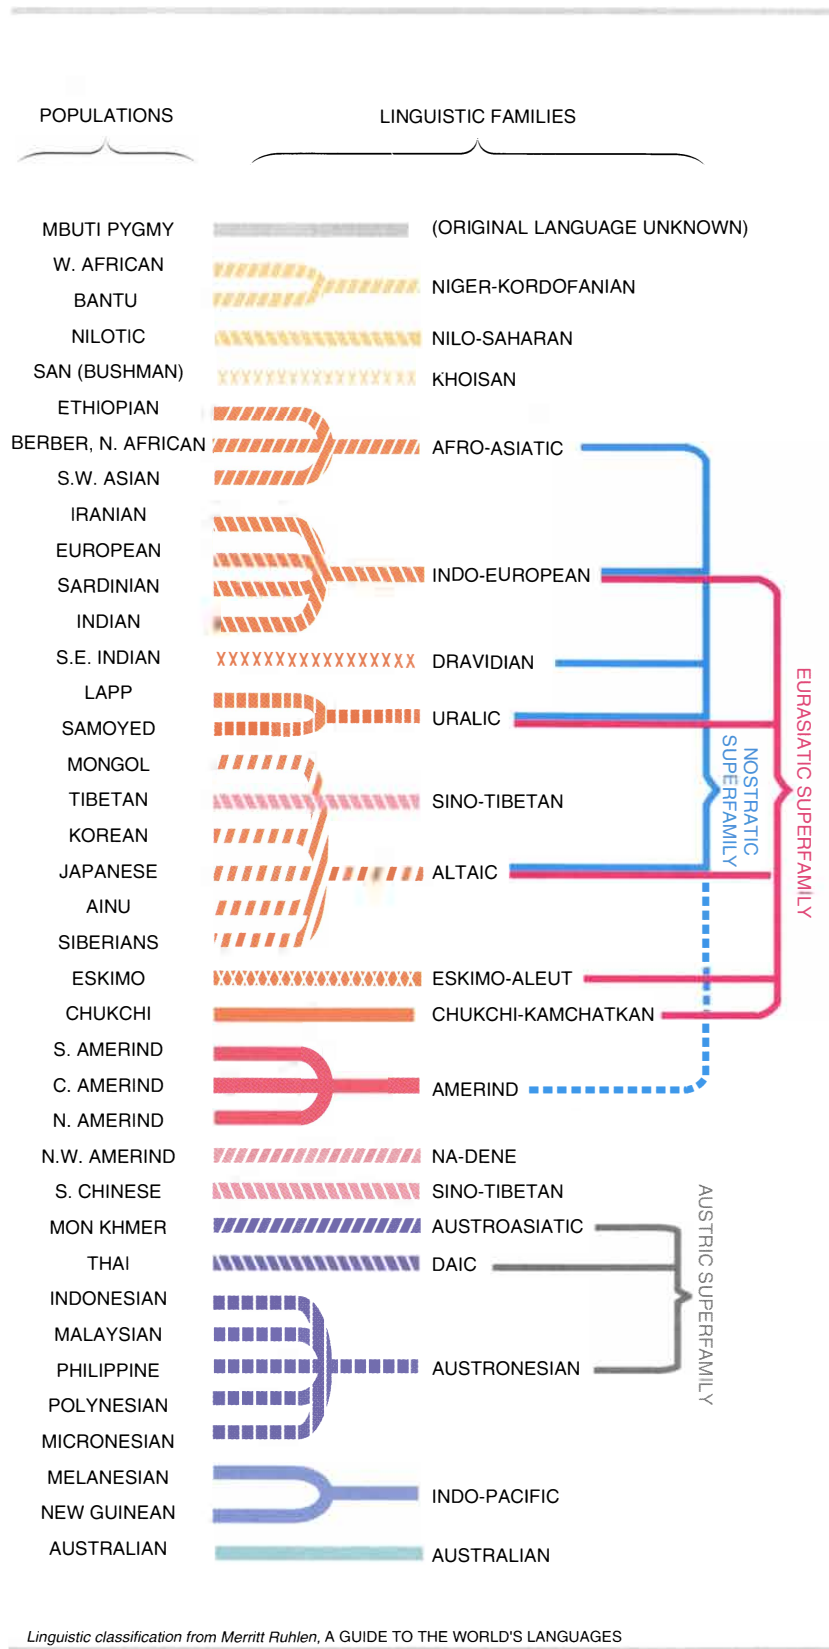 POPULATIONS
LINGUISTIC FAMILIES
MBUTI PYGMY
(ORIGINAL LANGUAGE UNKNOWN)
W. AFRICAN
BANTU
NIGER-KORDOFANIAN
NILOTIC
NILO-SAHARAN
SAN (BUSHMAN)
KHOISAN
ETHIOPIAN
BERBER, N. AFRICAN
AFRO-ASIATIC
S.W. ASIAN
IRANIAN
EUROPEAN
INDO-EUROPEAN
SARDINIAN
INDIAN
S.E. INDIAN
DRAVIDIAN
LAPP
URALIC
SAMOYED
MONGOL
TIBETAN
SINO-TIBETAN
KOREAN
JAPANESE
ALTAIC
AINU
SIBERIANS
ESKIMO
ESKIMO-ALEUT
CHUKCHI
CHUKCHI-KAMCHATKAN
NOSTRATIC
SUPERFAMILY
EURASIATIC SUPERFAMILY
S. AMERIND
C. AMERIND
AMERIND
N. AMERIND
N.W. AMERIND
NA-DENE
S. CHINESE
SINO-TIBETAN
MON KHMER
AUSTROASIATIC
THAI
DAIC
INDONESIAN
MALAYSIAN
PHILIPPINE
AUSTRONESIAN
POLYNESIAN
MICRONESIAN
AUSTRIC SUPERFAMILY
MELANESIAN
INDO-PACIFIC
NEW GUINEAN
AUSTRALIAN
AUSTRALIAN
Linguistic classification from Merritt Ruhlen, A GUIDE TO THE WORLD'S LANGUAGES